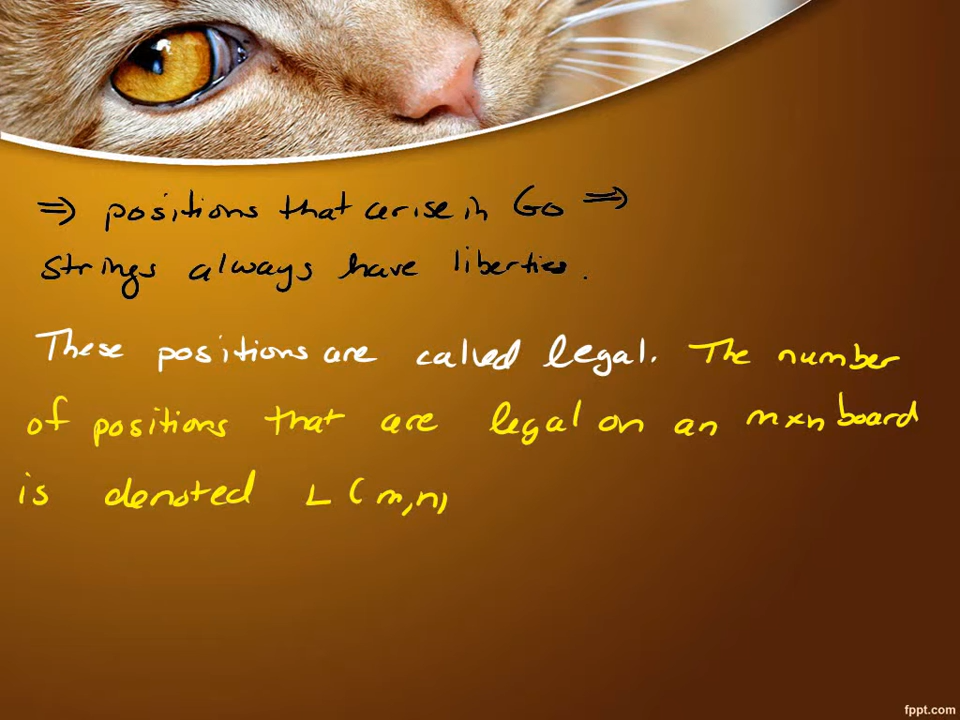 ⇒ positions that arise in Go ⇒
strings always have liberties.
These positions are called legal. The number
of positions that are legal on an m×n board
is denoted L(m,n)
fppt.com